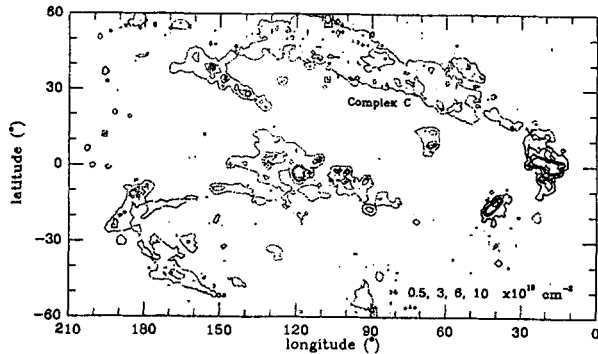 60
30
0
−30
−60
latitude (°)
Complex C
0.5, 3, 6, 10 x10¹⁹ cm⁻²
210 180 150 120 90 60 30 0
longitude (°)